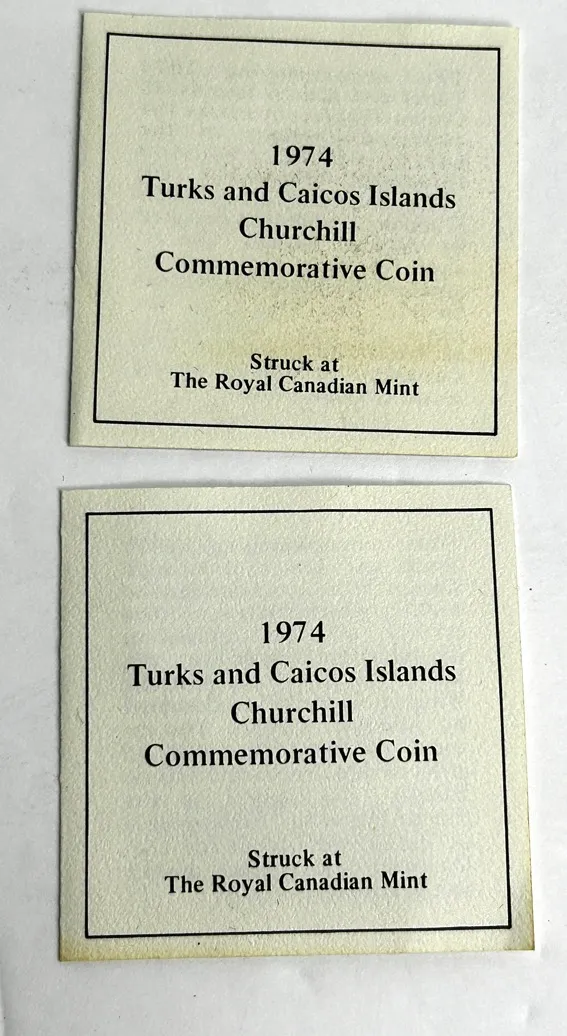 1974
Turks and Caicos Islands
Churchill
Commemorative Coin
Struck at
The Royal Canadian Mint
1974
Turks and Caicos Islands
Churchill
Commemorative Coin
Struck at
The Royal Canadian Mint